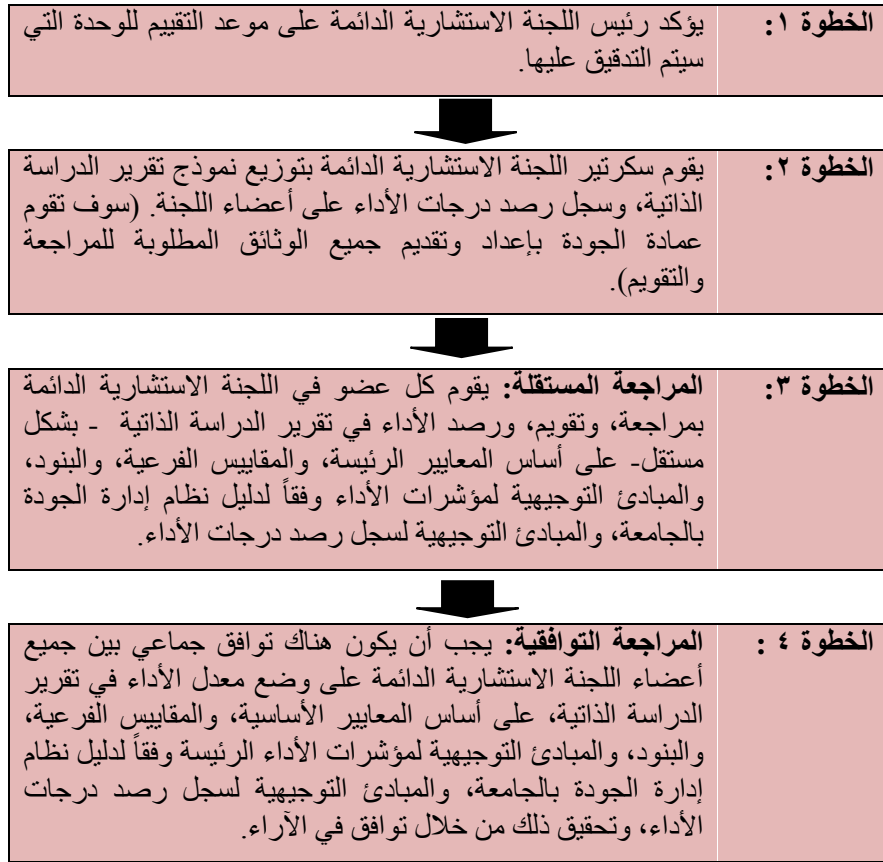 الخطوة ١: يؤكد رئيس اللجنة الاستشارية الدائمة على موعد التقييم للوحدة التي
سيتم التدقيق عليها.
الخطوة ٢: يقوم سكرتير اللجنة الاستشارية الدائمة بتوزيع نموذج تقرير الدراسة
الذاتية، وسجل رصد درجات الأداء على أعضاء اللجنة. (سوف تقوم
عمادة الجودة بإعداد وتقديم جميع الوثائق المطلوبة للمراجعة
والتقويم).
الخطوة ٣: المراجعة المستقلة: يقوم كل عضو في اللجنة الاستشارية الدائمة
بمراجعة، وتقويم، ورصد الأداء في تقرير الدراسة الذاتية - بشكل
مستقل- على أساس المعايير الرئيسة، والمقاييس الفرعية، والبنود،
والمبادئ التوجيهية لمؤشرات الأداء وفقاً لدليل نظام إدارة الجودة
بالجامعة، والمبادئ التوجيهية لسجل رصد درجات الأداء.
الخطوة ٤ : المراجعة التوافقية: يجب أن يكون هناك توافق جماعي بين جميع
أعضاء اللجنة الاستشارية الدائمة على وضع معدل الأداء في تقرير
الدراسة الذاتية، على أساس المعايير الأساسية، والمقاييس الفرعية،
والبنود، والمبادئ التوجيهية لمؤشرات الأداء الرئيسة وفقاً لدليل نظام
إدارة الجودة بالجامعة، والمبادئ التوجيهية لسجل رصد درجات
الأداء، وتحقيق ذلك من خلال توافق في الآراء.